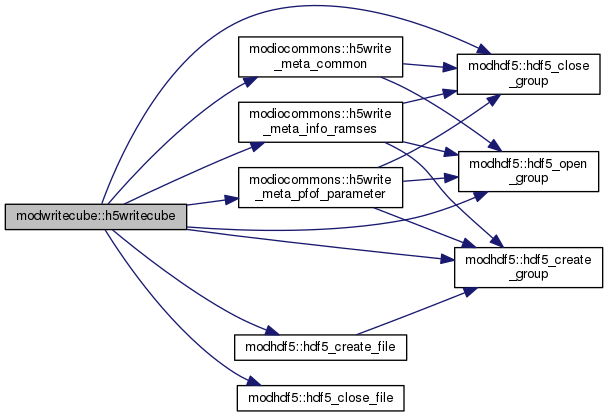 modwritecube::h5writecube
modiocommons::h5write
_meta_common
modiocommons::h5write
_meta_info_ramses
modiocommons::h5write
_meta_pfof_parameter
modhdf5::hdf5_create_file
modhdf5::hdf5_close_file
modhdf5::hdf5_close
_group
modhdf5::hdf5_open
_group
modhdf5::hdf5_create
_group